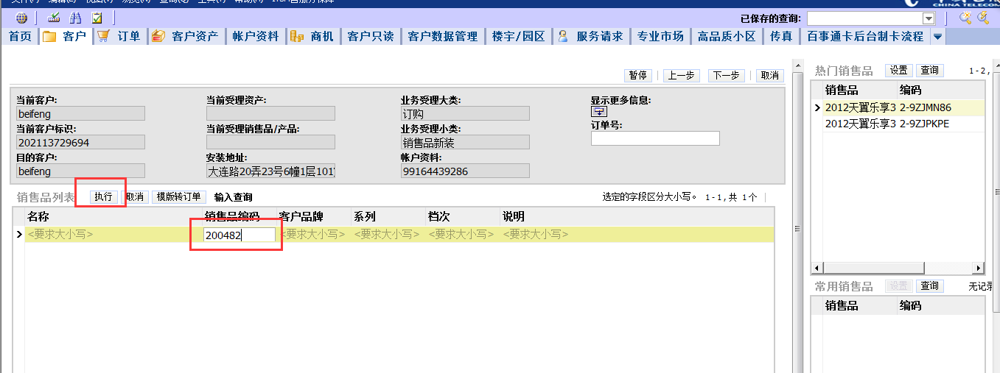 已保存的查询:
首页 客户 订单 客户资产 帐户资料 商机 客户只读 客户数据管理 楼宇/园区 服务请求 专业市场 高品质小区 传真 百事通卡后台制卡流程
暂停 上一步 下一步 取消
当前客户: 当前受理资产: 业务受理大类: 显示更多信息:
beifeng 订购
当前客户标识: 当前受理销售品/产品: 业务受理小类: 订单号:
202113729694 销售品新装
目的客户: 安装地址: 帐户资料:
beifeng 大连路20弄23号6幢1层101 99164439286
销售品列表 执行 取消 模版转订单 输入查询 选定的字段区分大小写。 1-1,共 1个
名称 销售品编码 客户品牌 系列 档次 说明
<要求大小写> 200482 <要求大小写> <要求大小写> <要求大小写> <要求大小写>
热门销售品 设置 查询 1-2,
销售品 编码
2012天翼乐享3 2-9ZJMN86
2012天翼乐享3 2-9ZJPKPE
常用销售品 设置 查询 无记录
销售品 编码